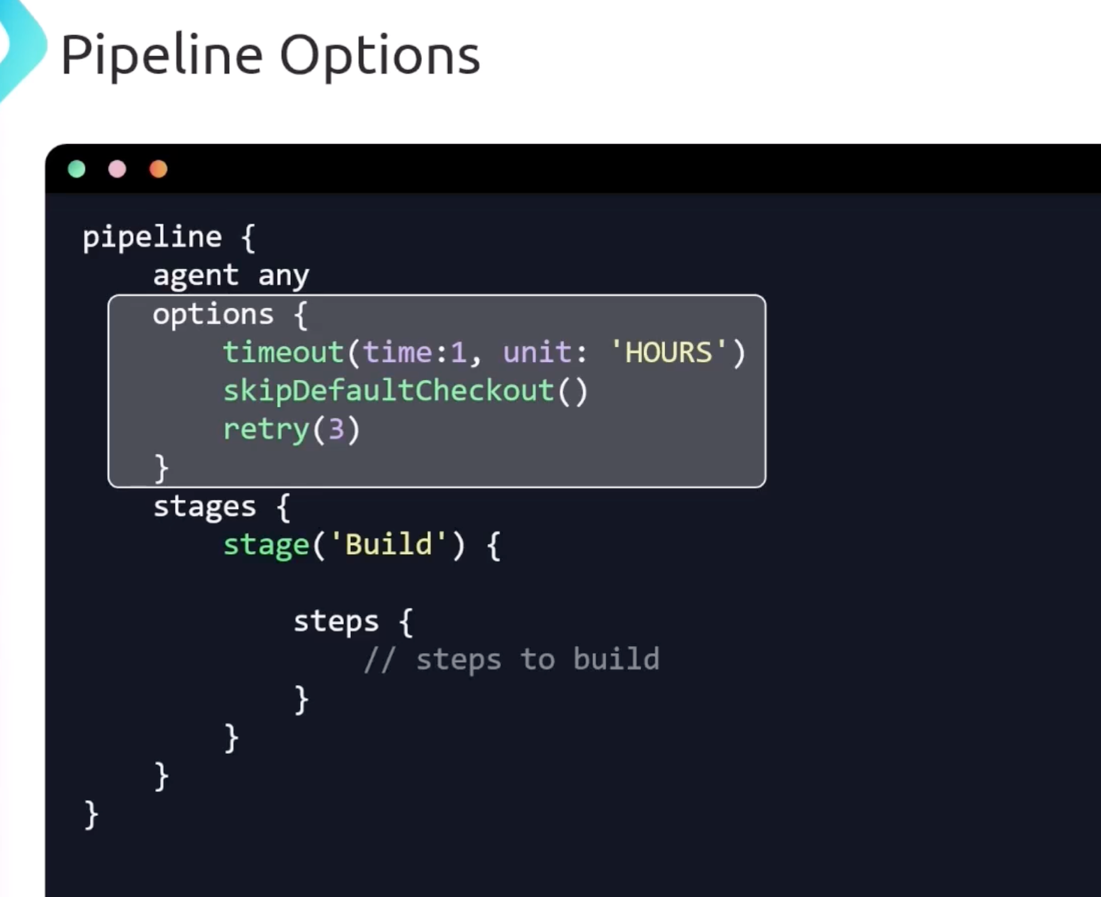 Pipeline Options
pipeline {
agent any
options {
timeout(time:1, unit: 'HOURS')
skipDefaultCheckout()
retry(3)
}
stages {
stage('Build') {
steps {
// steps to build
}
}
}
}